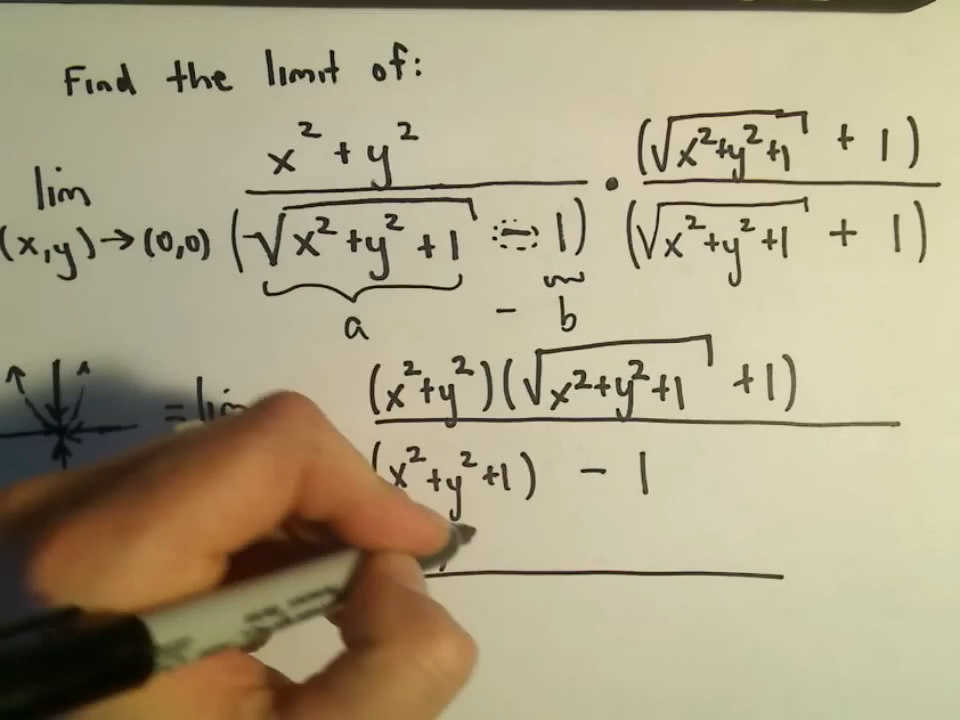 Find the limit of:
lim (x,y)→(0,0) x²+y² / (√(x²+y²+1) - 1) · (√(x²+y²+1) + 1) / (√(x²+y²+1) + 1)
a - b
= lim (x²+y²)(√(x²+y²+1) +1) / (x²+y²+1) - 1